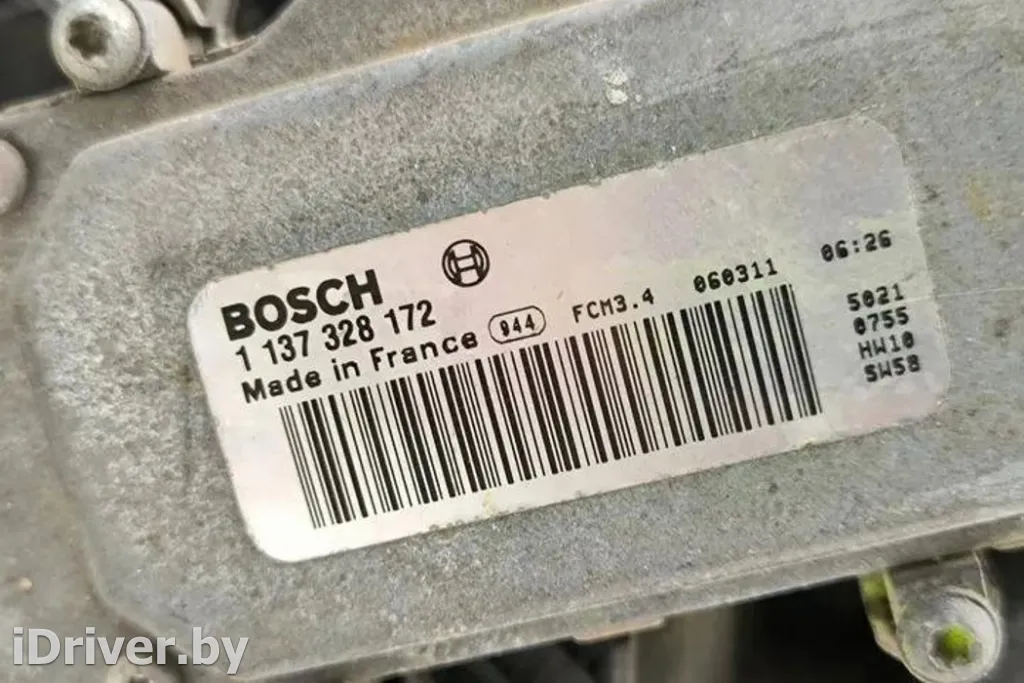 BOSCH
1 137 328 172
Made in France 944 FCM3.4 060311 06:26
5021
0755
HW10
SW58
iDriver.by